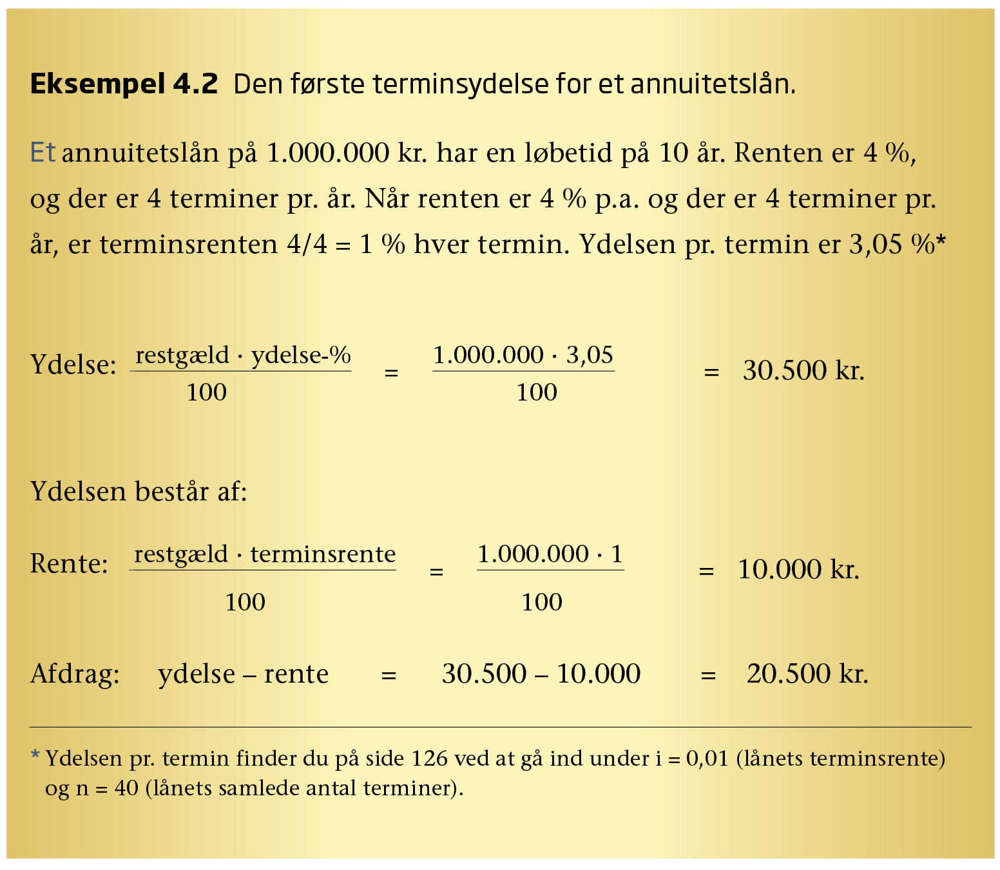 Eksempel 4.2 Den første terminsydelse for et annuitetslån.
Et annuitetslån på 1.000.000 kr. har en løbetid på 10 år. Renten er 4 %,
og der er 4 terminer pr. år. Når renten er 4 % p.a. og der er 4 terminer pr.
år, er terminsrenten 4/4 = 1 % hver termin. Ydelsen pr. termin er 3,05 %*
restgæld · ydelse-% 1.000.000 · 3,05
Ydelse: = = 30.500 kr.
100 100
Ydelsen består af:
restgæld · terminsrente 1.000.000 · 1
Rente: = = 10.000 kr.
100 100
Afdrag: ydelse – rente = 30.500 – 10.000 = 20.500 kr.
* Ydelsen pr. termin finder du på side 126 ved at gå ind under i = 0,01 (lånets terminsrente)
og n = 40 (lånets samlede antal terminer).